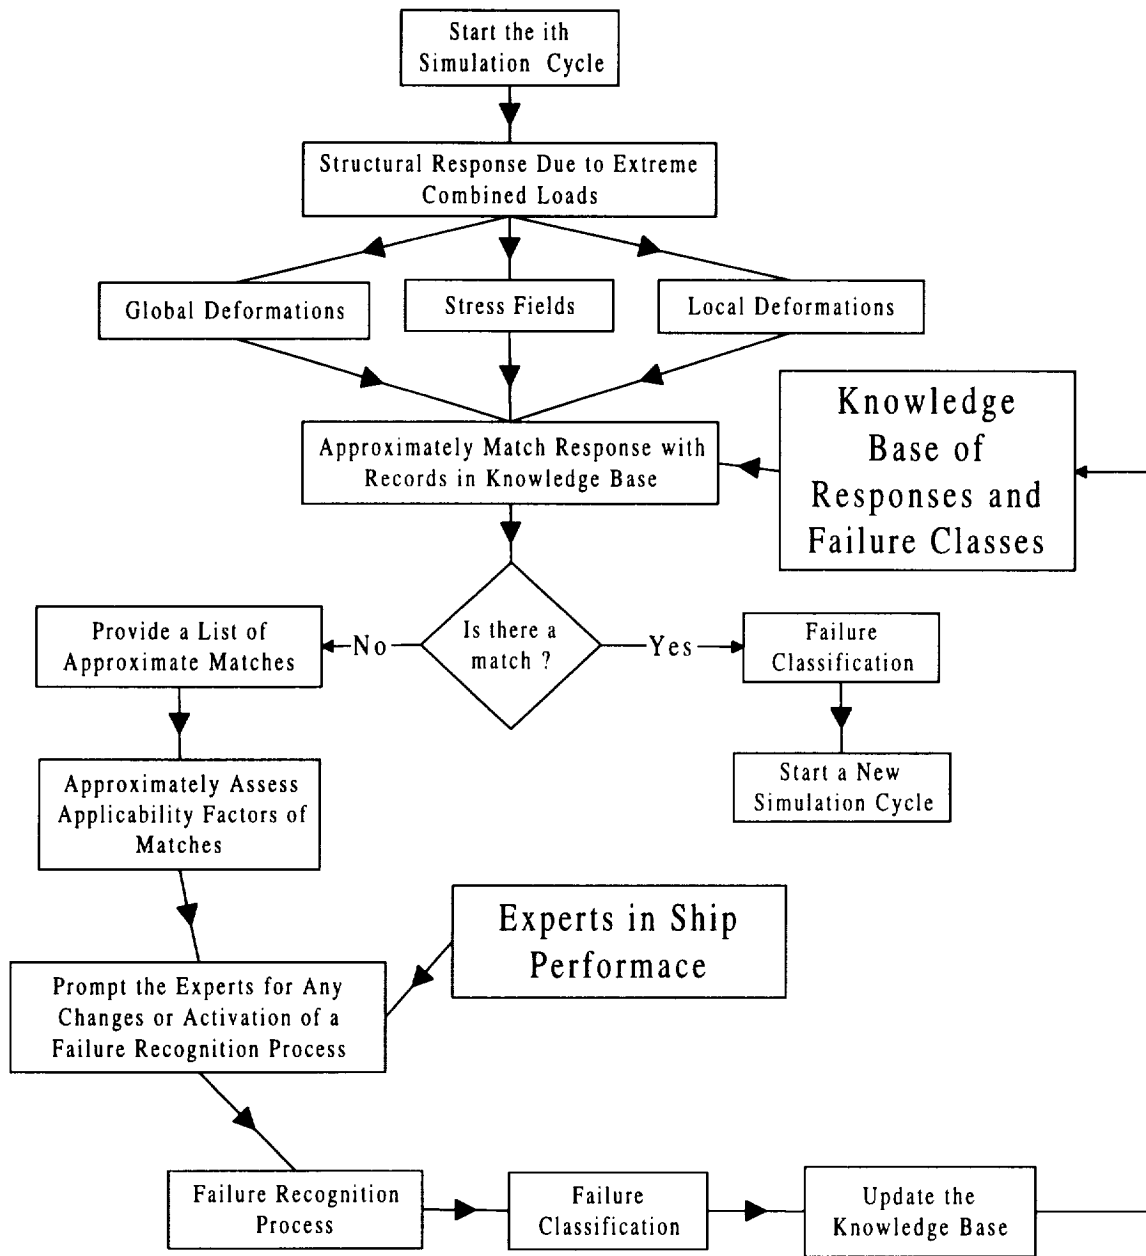 Start the ith
Simulation Cycle
Structural Response Due to Extreme
Combined Loads
Global Deformations
Stress Fields
Local Deformations
Knowledge
Base of
Responses and
Failure Classes
Approximately Match Response with
Records in Knowledge Base
Is there a
match ?
No
Yes
Provide a List of
Approximate Matches
Failure
Classification
Start a New
Simulation Cycle
Approximately Assess
Applicability Factors of
Matches
Experts in Ship
Performace
Prompt the Experts for Any
Changes or Activation of a
Failure Recognition Process
Failure Recognition
Process
Failure
Classification
Update the
Knowledge Base